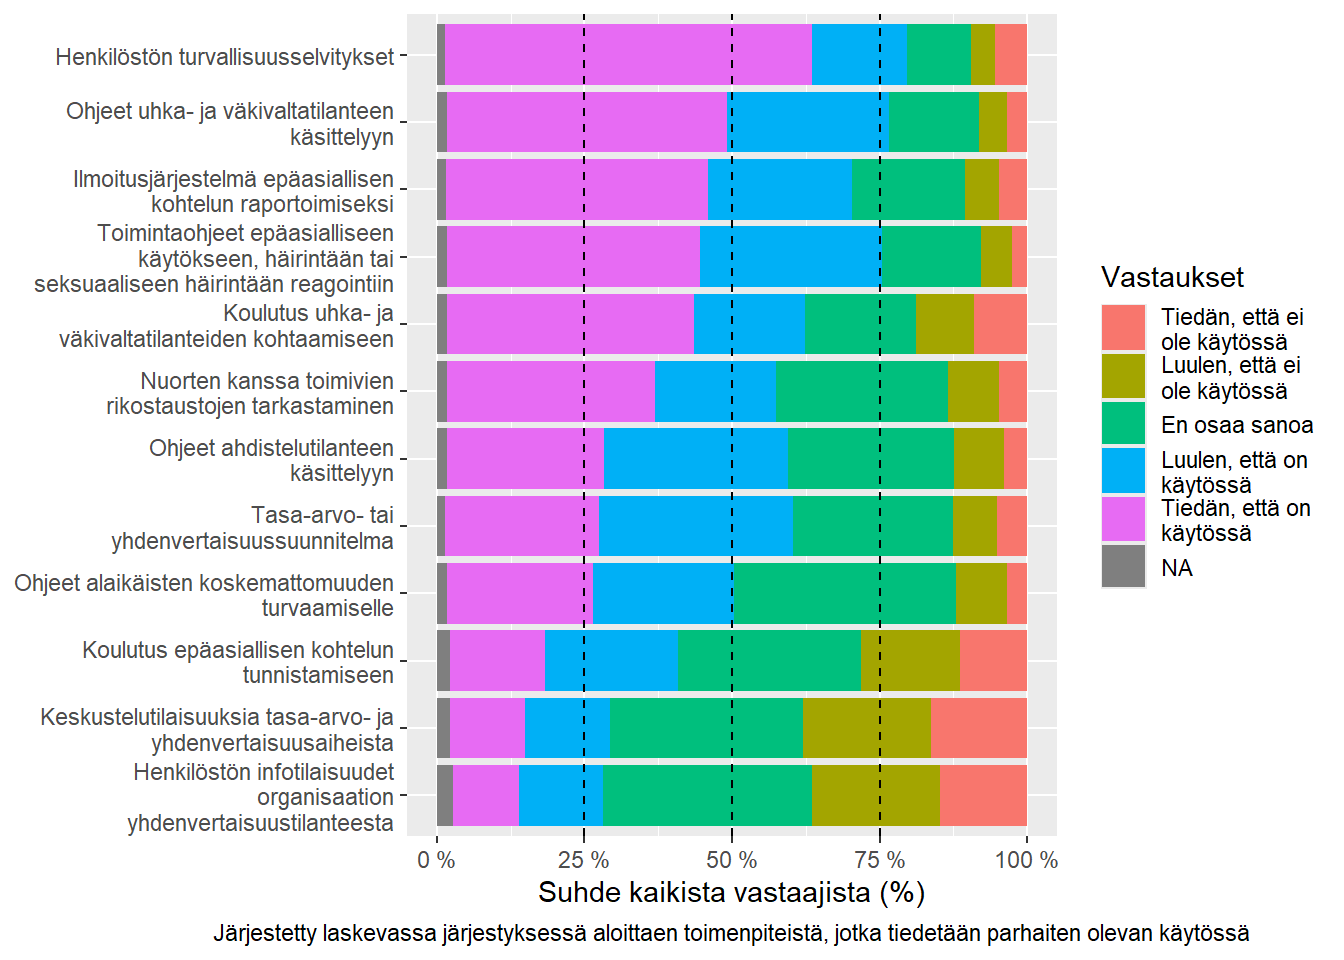 Henkilöstön turvallisuusselvitykset
Ohjeet uhka- ja väkivaltatilanteen
käsittelyyn
Ilmoitusjärjestelmä epäasiallisen
kohtelun raportoimiseksi
Toimintaohjeet epäasialliseen
käytökseen, häirintään tai
seksuaaliseen häirintään reagointiin
Koulutus uhka- ja
väkivaltatilanteiden kohtaamiseen
Nuorten kanssa toimivien
rikostaustojen tarkastaminen
Ohjeet ahdistelutilanteen
käsittelyyn
Tasa-arvo- tai
yhdenvertaisuussuunnitelma
Ohjeet alaikäisten koskemattomuuden
turvaamiselle
Koulutus epäasiallisen kohtelun
tunnistamiseen
Keskustelutilaisuuksia tasa-arvo- ja
yhdenvertaisuusaiheista
Henkilöstön infotilaisuudet
organisaation
yhdenvertaisuustilanteesta
0 % 25 % 50 % 75 % 100 %
Suhde kaikista vastaajista (%)
Vastaukset
Tiedän, että ei
ole käytössä
Luulen, että ei
ole käytössä
En osaa sanoa
Luulen, että on
käytössä
Tiedän, että on
käytössä
NA
Järjestetty laskevassa järjestyksessä aloittaen toimenpiteistä, jotka tiedetään parhaiten olevan käytössä